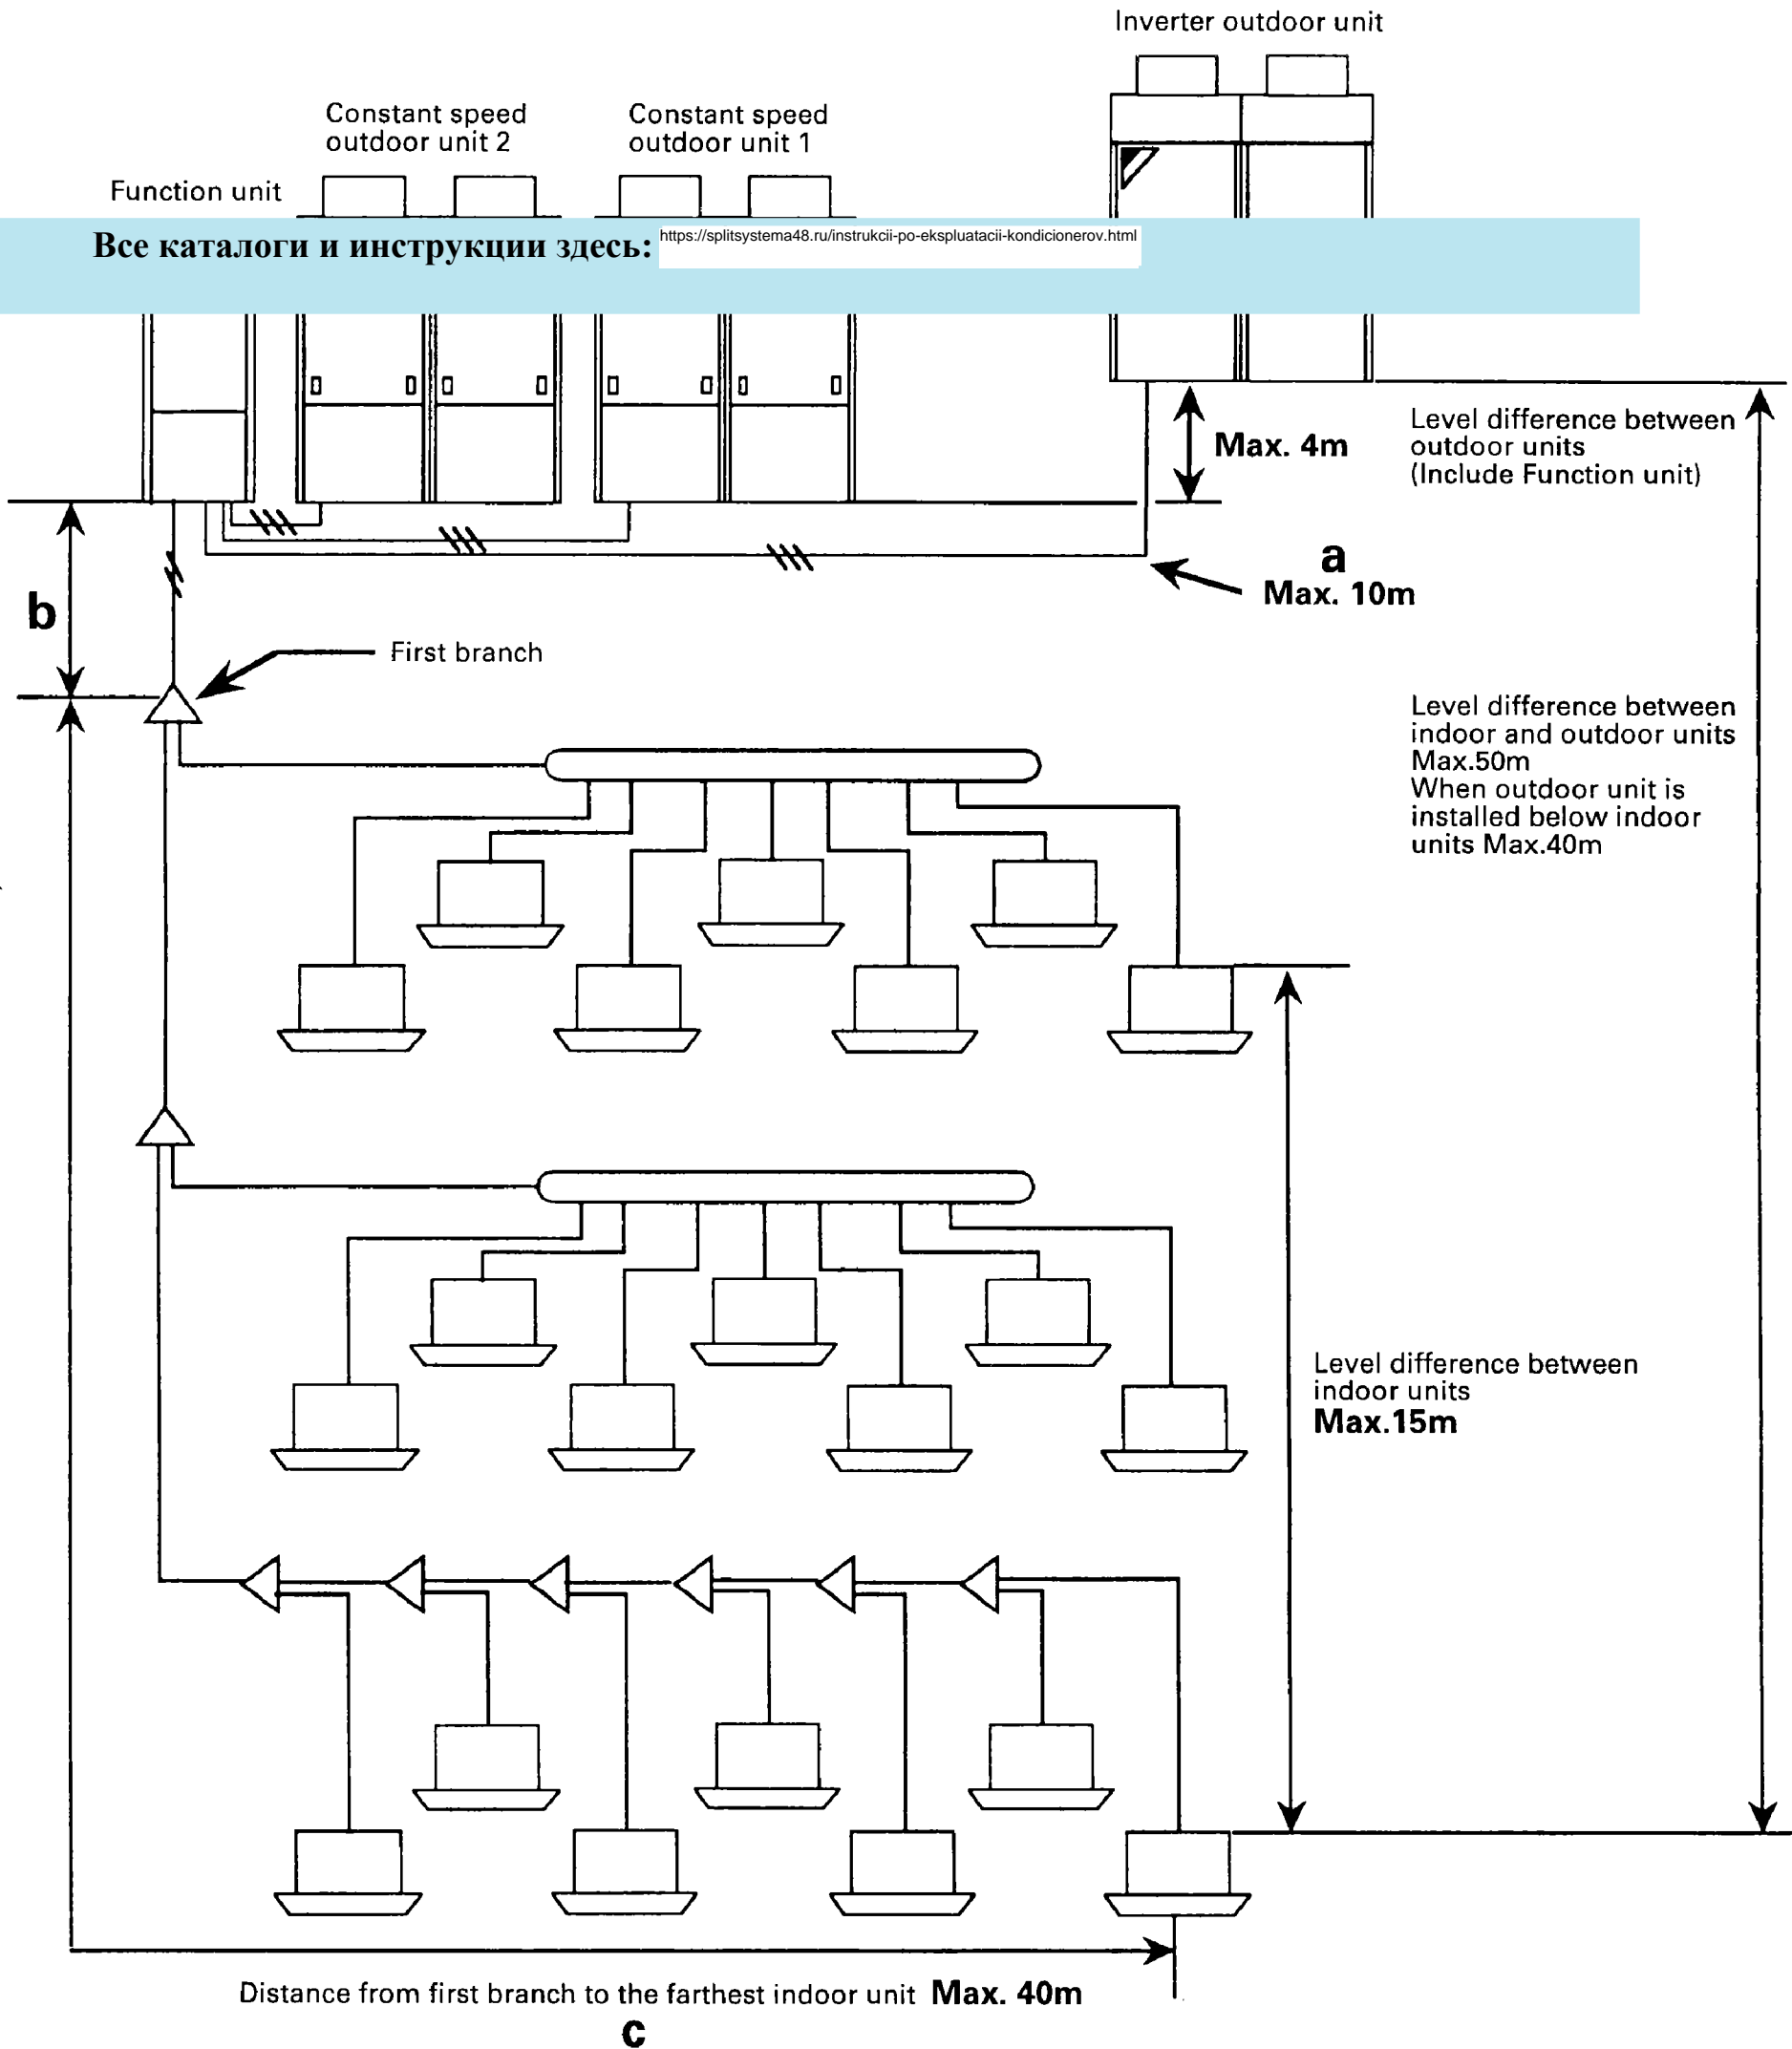 Inverter outdoor unit
Constant speed
outdoor unit 2
Constant speed
outdoor unit 1
Function unit
Все каталоги и инструкции здесь: https://splitsystema48.ru/instrukcii-po-ekspluatacii-kondicionerov.html
Max. 4m
Level difference between
outdoor units
(Include Function unit)
a
Max. 10m
b
First branch
Level difference between
indoor and outdoor units
Max.50m
When outdoor unit is
installed below indoor
units Max.40m
Level difference between
indoor units
Max.15m
Distance from first branch to the farthest indoor unit Max. 40m
c